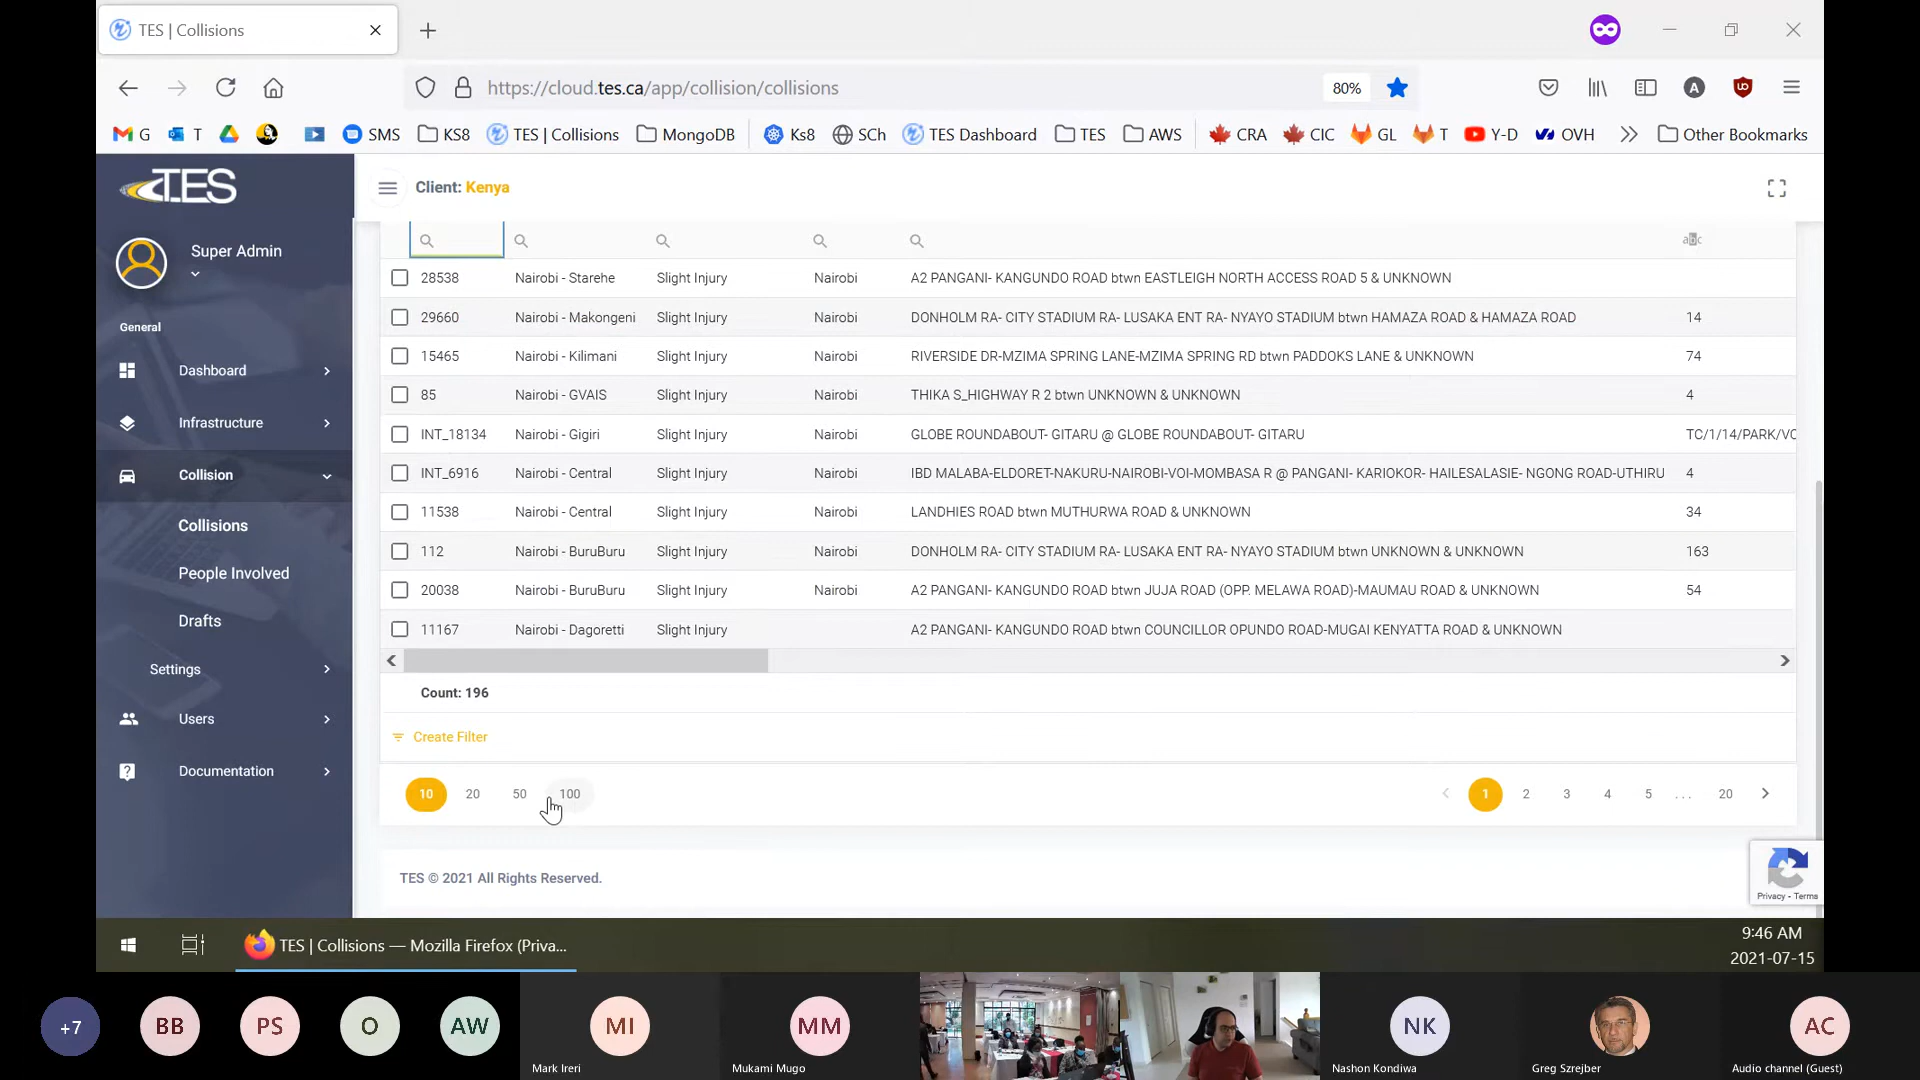 TES | Collisions
https://cloud.tes.ca/app/collision/collisions
80%
A
G
T
SMS
KS8
TES | Collisions
MongoDB
Ks8
SCh
TES Dashboard
TES
AWS
CRA
CIC
GL
T
Y-D
OVH
Other Bookmarks
TES
Client: Kenya
Super Admin
General
Dashboard
Infrastructure
Collision
Collisions
People Involved
Drafts
Settings
Users
Documentation
28538 Nairobi - Starehe Slight Injury Nairobi A2 PANGANI- KANGUNDO ROAD btwn EASTLEIGH NORTH ACCESS ROAD 5 & UNKNOWN
29660 Nairobi - Makongeni Slight Injury Nairobi DONHOLM RA- CITY STADIUM RA- LUSAKA ENT RA- NYAYO STADIUM btwn HAMAZA ROAD & HAMAZA ROAD 14
15465 Nairobi - Kilimani Slight Injury Nairobi RIVERSIDE DR-MZIMA SPRING LANE-MZIMA SPRING RD btwn PADDOKS LANE & UNKNOWN 74
85 Nairobi - GVAIS Slight Injury Nairobi THIKA S_HIGHWAY R 2 btwn UNKNOWN & UNKNOWN 4
INT_18134 Nairobi - Gigiri Slight Injury Nairobi GLOBE ROUNDABOUT- GITARU @ GLOBE ROUNDABOUT- GITARU TC/1/14/PARK/VC
INT_6916 Nairobi - Central Slight Injury Nairobi IBD MALABA-ELDORET-NAKURU-NAIROBI-VOI-MOMBASA R @ PANGANI- KARIOKOR- HAILESALASIE- NGONG ROAD-UTHIRU 4
11538 Nairobi - Central Slight Injury Nairobi LANDHIES ROAD btwn MUTHURWA ROAD & UNKNOWN 34
112 Nairobi - BuruBuru Slight Injury Nairobi DONHOLM RA- CITY STADIUM RA- LUSAKA ENT RA- NYAYO STADIUM btwn UNKNOWN & UNKNOWN 163
20038 Nairobi - BuruBuru Slight Injury Nairobi A2 PANGANI- KANGUNDO ROAD btwn JUJA ROAD (OPP. MELAWA ROAD)-MAUMAU ROAD & UNKNOWN 54
11167 Nairobi - Dagoretti Slight Injury A2 PANGANI- KANGUNDO ROAD btwn COUNCILLOR OPUNDO ROAD-MUGAI KENYATTA ROAD & UNKNOWN
Count: 196
Create Filter
10 20 50 100
1 2 3 4 5 ... 20
Privacy - Terms
TES © 2021 All Rights Reserved.
TES | Collisions — Mozilla Firefox (Priva...
9:46 AM
2021-07-15
+7
BB
PS
O
AW
MI
Mark Ireri
MM
Mukami Mugo
NK
Nashon Kondiwa
Greg Szrejber
AC
Audio channel (Guest)